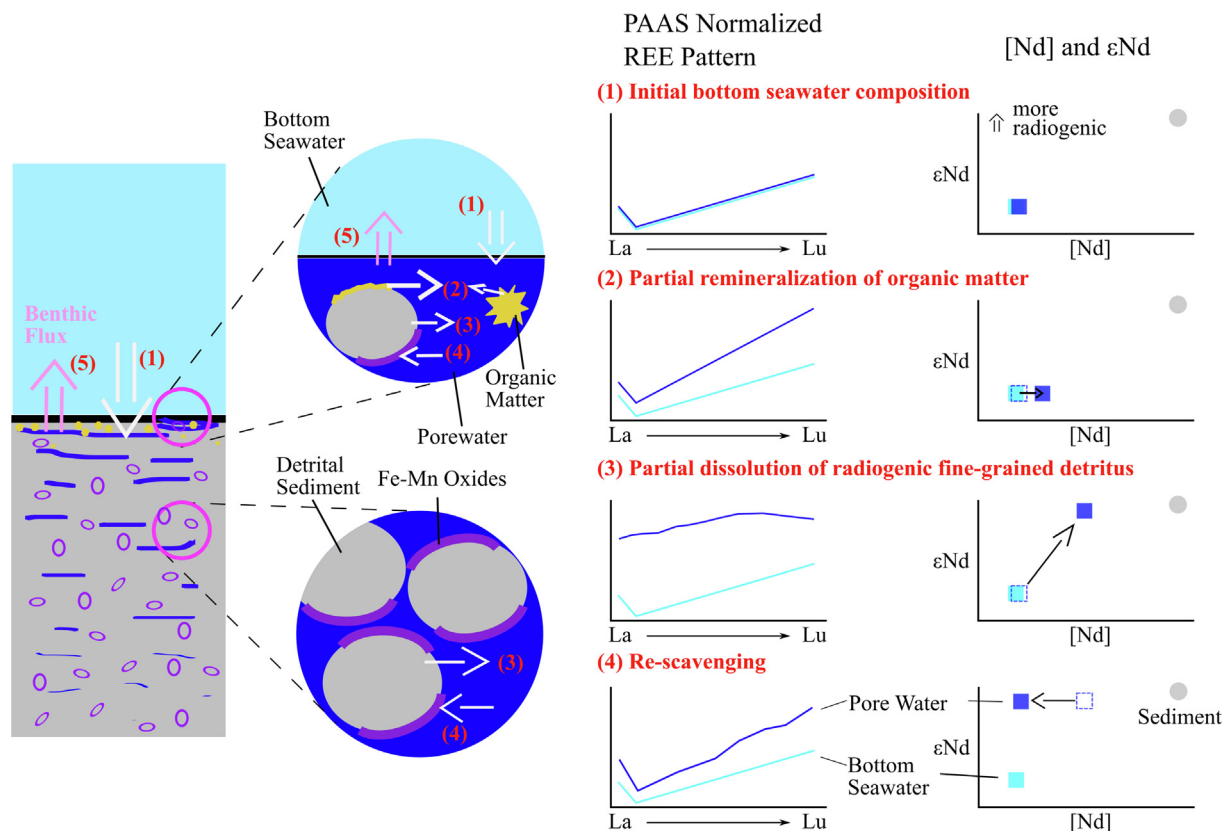 PAAS Normalized
REE Pattern
[Nd] and εNd
Benthic
Flux
(5)
(1)
Bottom
Seawater
(1)
(5)
(2)
(3)
(4)
Organic
Matter
Porewater
Detrital
Sediment
Fe-Mn Oxides
(3)
(4)
(1) Initial bottom seawater composition
La
Lu
more
radiogenic
εNd
[Nd]
(2) Partial remineralization of organic matter
La
Lu
εNd
[Nd]
(3) Partial dissolution of radiogenic fine-grained detritus
La
Lu
εNd
[Nd]
(4) Re-scavenging
Pore Water
Bottom
Seawater
La
Lu
Sediment
εNd
[Nd]